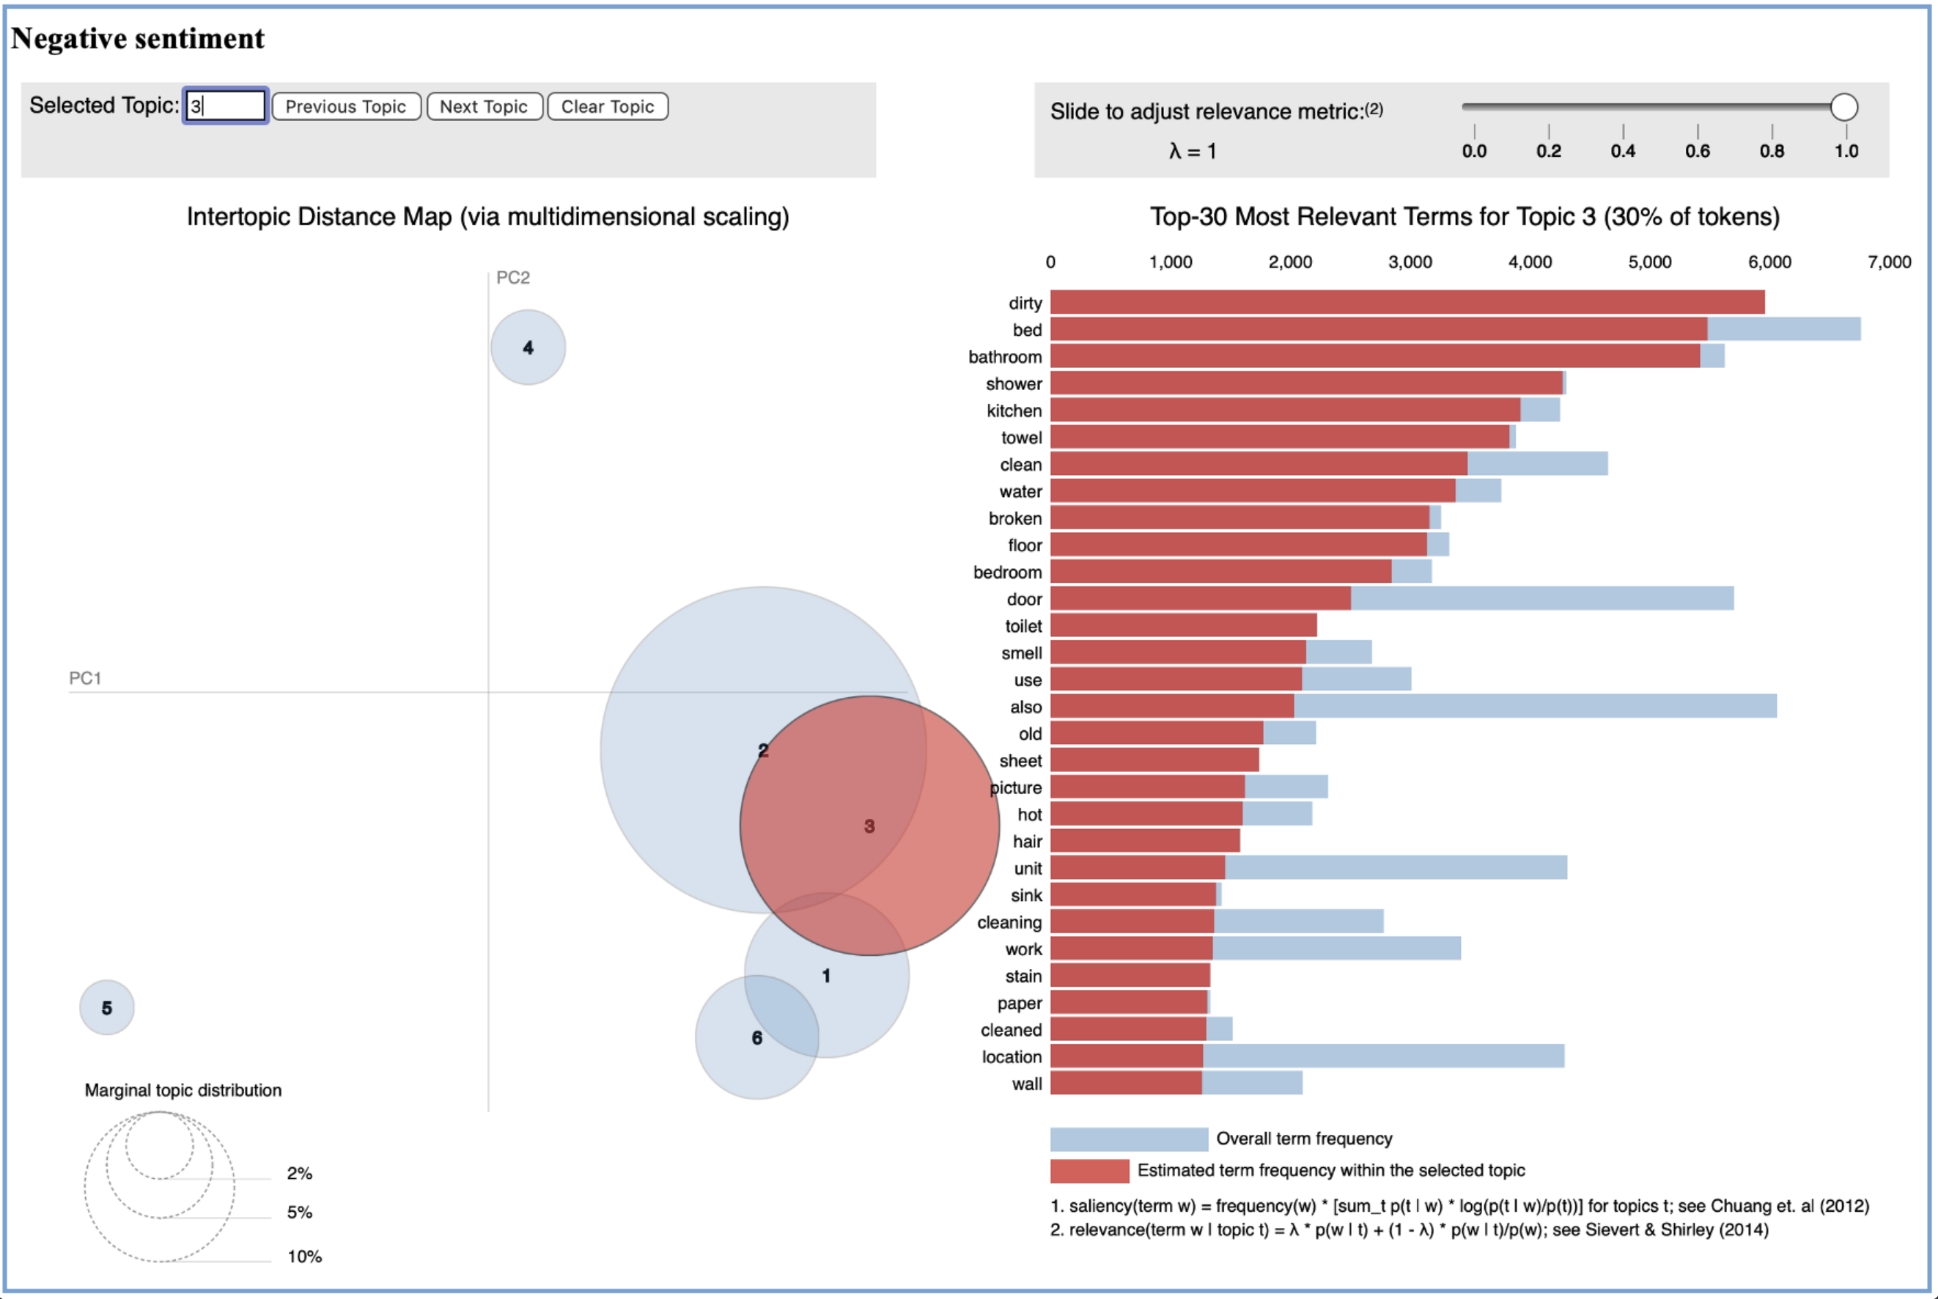 Negative sentiment
Selected Topic: 3 Previous Topic Next Topic Clear Topic
Slide to adjust relevance metric:(2)
λ = 1
0.0 0.2 0.4 0.6 0.8 1.0
Intertopic Distance Map (via multidimensional scaling)
PC2
PC1
4
2
3
1
6
5
Marginal topic distribution
2%
5%
10%
Top-30 Most Relevant Terms for Topic 3 (30% of tokens)
0 1,000 2,000 3,000 4,000 5,000 6,000 7,000
dirty
bed
bathroom
shower
kitchen
towel
clean
water
broken
floor
bedroom
door
toilet
smell
use
also
old
sheet
picture
hot
hair
unit
sink
cleaning
work
stain
paper
cleaned
location
wall
Overall term frequency
Estimated term frequency within the selected topic
1. saliency(term w) = frequency(w) * [sum_t p(t | w) * log(p(t | w)/p(t))] for topics t; see Chuang et. al (2012)
2. relevance(term w | topic t) = λ * p(w | t) + (1 - λ) * p(w | t)/p(w); see Sievert & Shirley (2014)